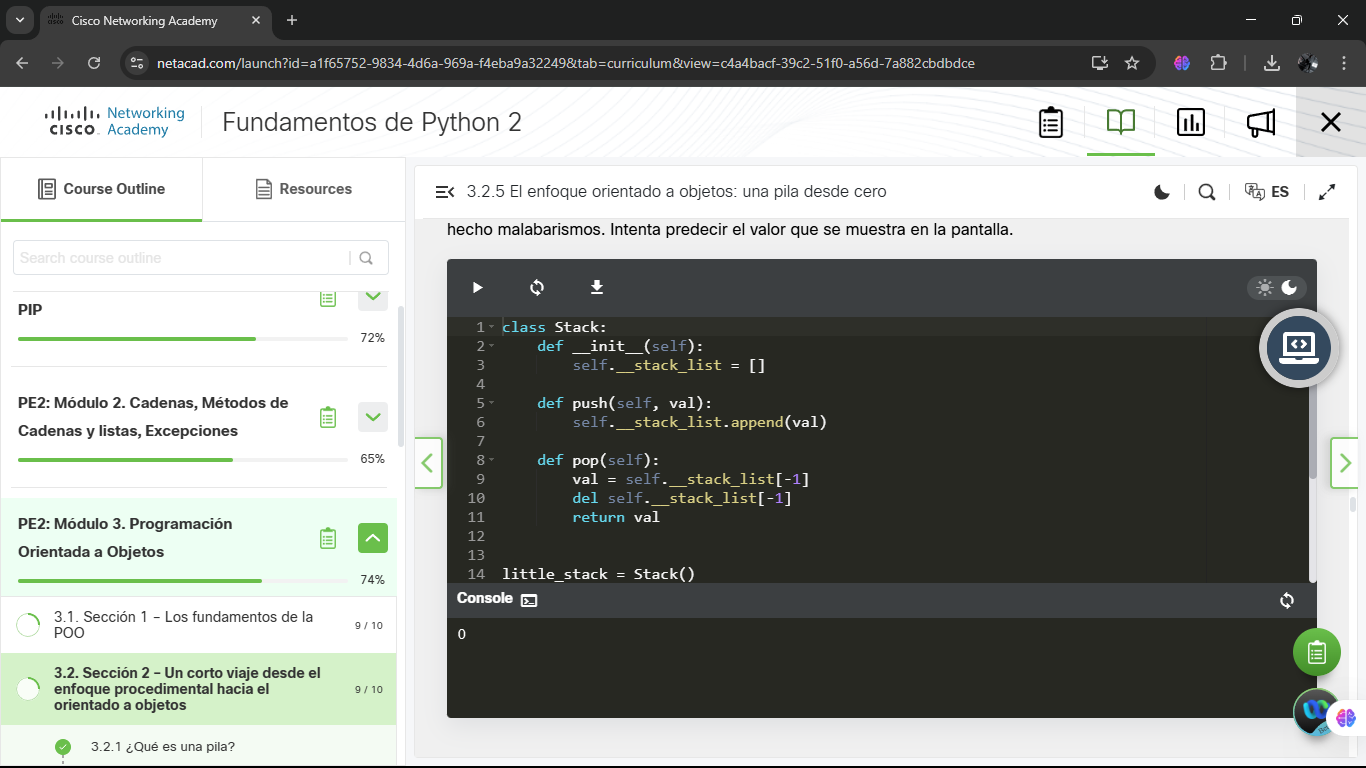 Cisco Networking Academy
netacad.com/launch?id=a1f65752-9834-4d6a-969a-f4eba9a32249&tab=curriculum&view=c4a4bacf-39c2-51f0-a56d-7a882cbdbdce
CISCO
Networking
Academy
Fundamentos de Python 2
Course Outline
Resources
Search course outline
PIP
72%
PE2: Módulo 2. Cadenas, Métodos de
Cadenas y listas, Excepciones
65%
PE2: Módulo 3. Programación
Orientada a Objetos
74%
3.1. Sección 1 – Los fundamentos de la
POO
9 / 10
3.2. Sección 2 – Un corto viaje desde el
enfoque procedimental hacia el
orientado a objetos
9 / 10
3.2.1 ¿Qué es una pila?
3.2.5 El enfoque orientado a objetos: una pila desde cero
ES
hecho malabarismos. Intenta predecir el valor que se muestra en la pantalla.
1 class Stack:
2     def __init__(self):
3         self.__stack_list = []
4
5     def push(self, val):
6         self.__stack_list.append(val)
7
8     def pop(self):
9         val = self.__stack_list[-1]
10         del self.__stack_list[-1]
11         return val
12
13
14 little_stack = Stack()
Console
0